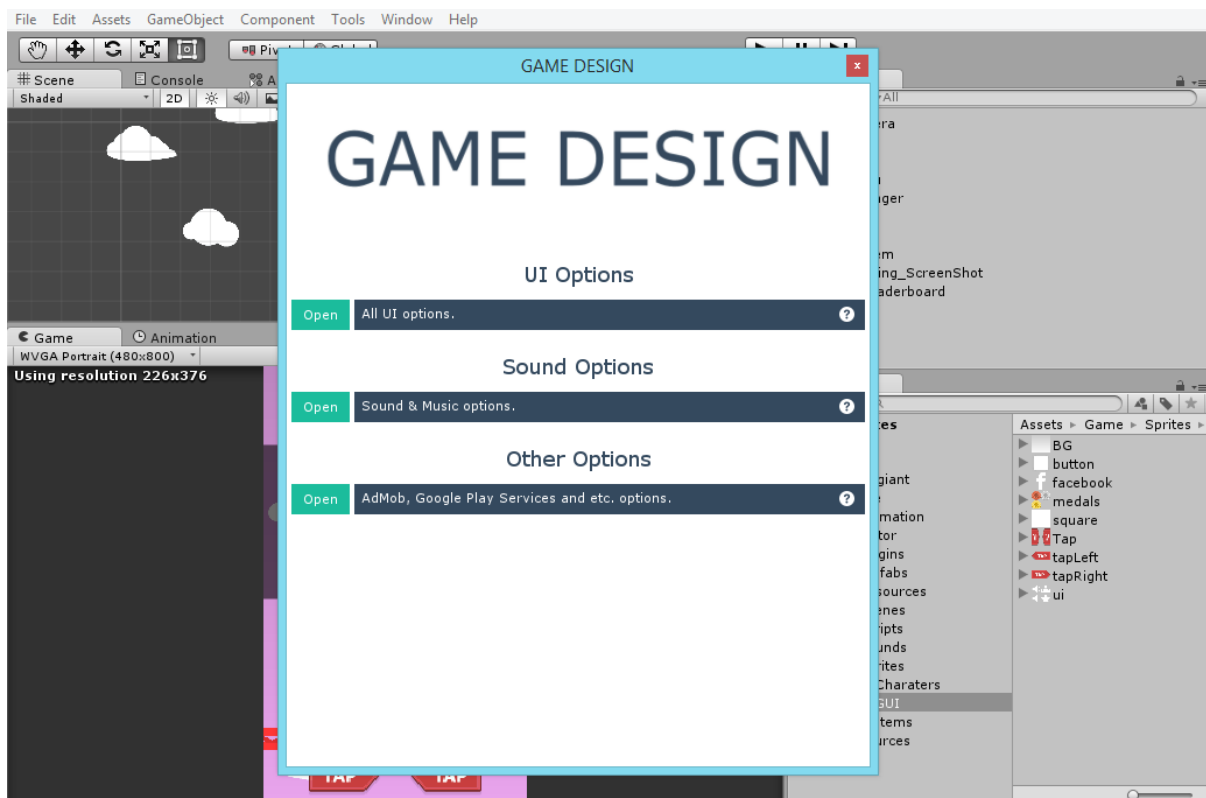 File Edit Assets GameObject Component Tools Window Help
GAME DESIGN
# Scene Console
Shaded 2D
All
GAME DESIGN
ing_ScreenShot
aderboard
UI Options
Open All UI options.
Game Animation
WVGA Portrait (480x800)
Using resolution 226x376
Sound Options
Open Sound & Music options.
Other Options
Open AdMob, Google Play Services and etc. options.
Assets Game Sprites
BG
button
facebook
medals
square
Tap
tapLeft
tapRight
ui
giant
mation
tor
gins
fabs
sources
enes
ripts
unds
rites
Charaters
GUI
tems
urces
TAP TAP